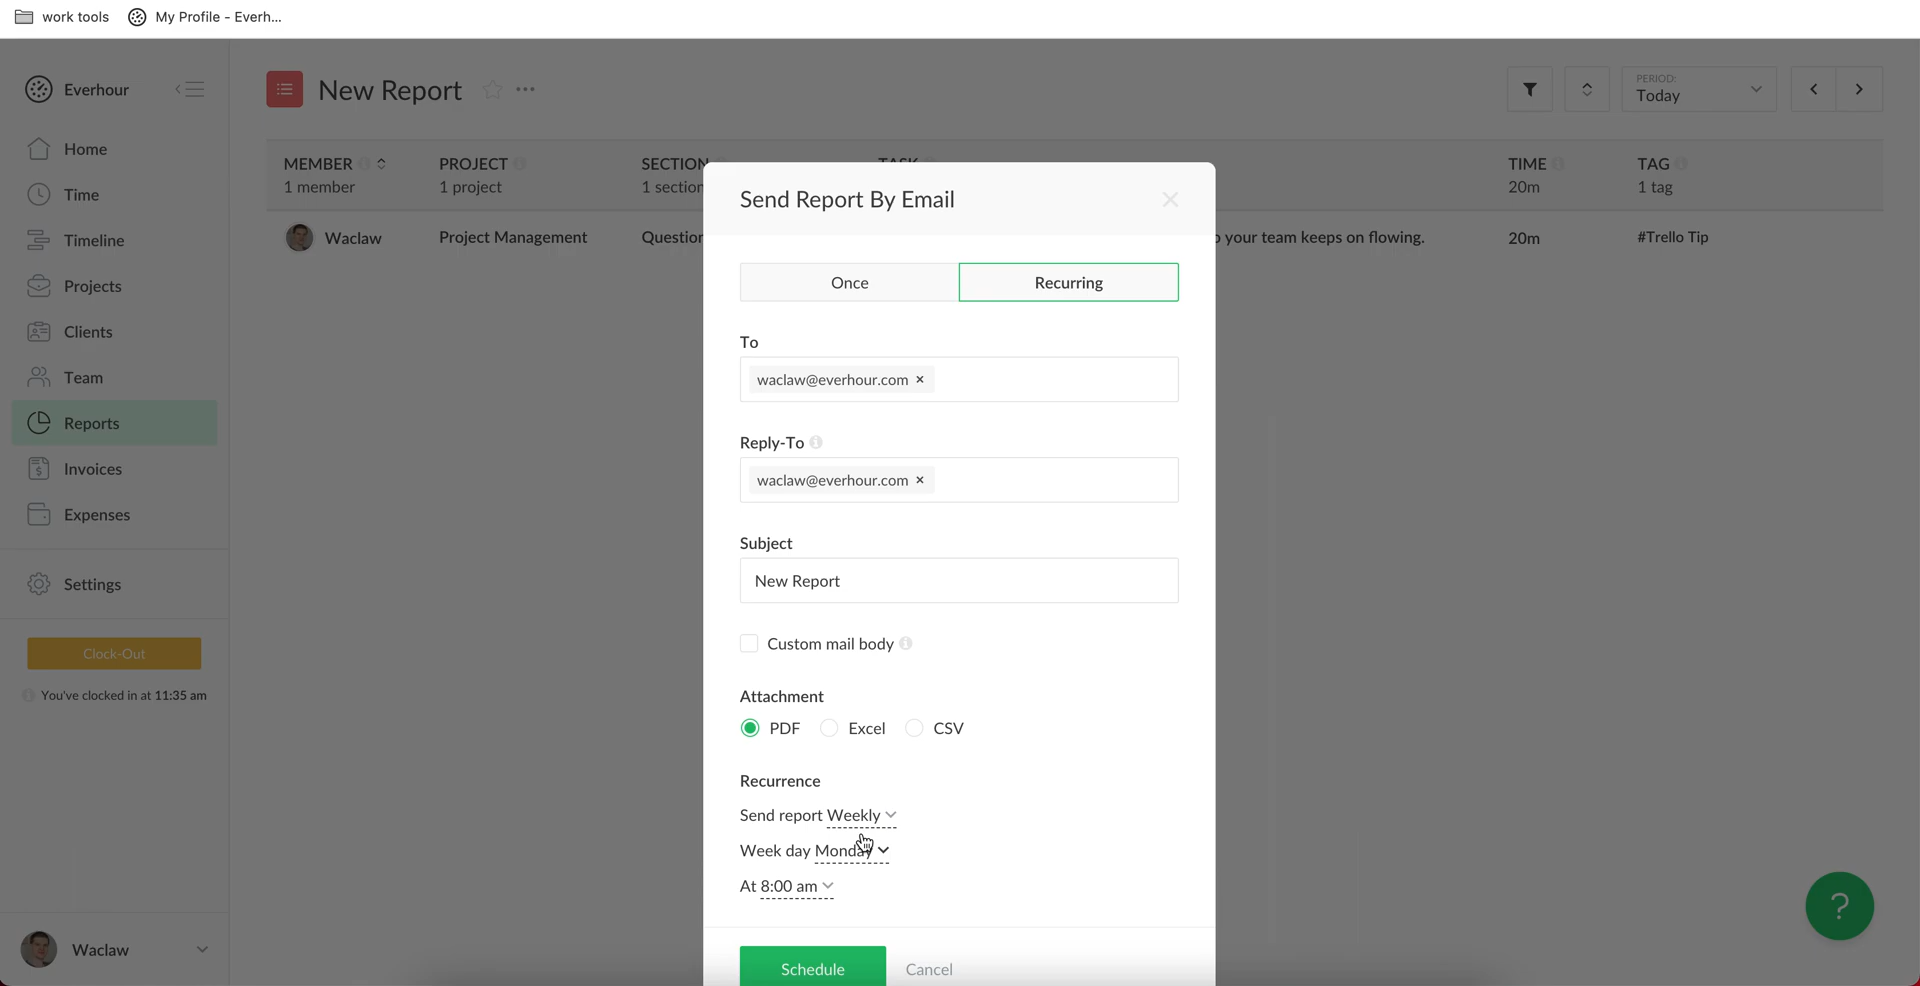 work tools My Profile - Everh...
Everhour
Home
Time
Timeline
Projects
Clients
Team
Reports
Invoices
Expenses
Settings
Clock-Out
You've clocked in at 11:35 am
Waclaw
New Report
PERIOD:
Today
MEMBER PROJECT SECTION TASK TIME TAG
1 member 1 project 1 section 20m 1 tag
Waclaw Project Management Question your team keeps on flowing. 20m #Trello Tip
Send Report By Email
Once Recurring
To
waclaw@everhour.com ×
Reply-To
waclaw@everhour.com ×
Subject
New Report
Custom mail body
Attachment
PDF Excel CSV
Recurrence
Send report Weekly
Week day Monday
At 8:00 am
Schedule Cancel
?